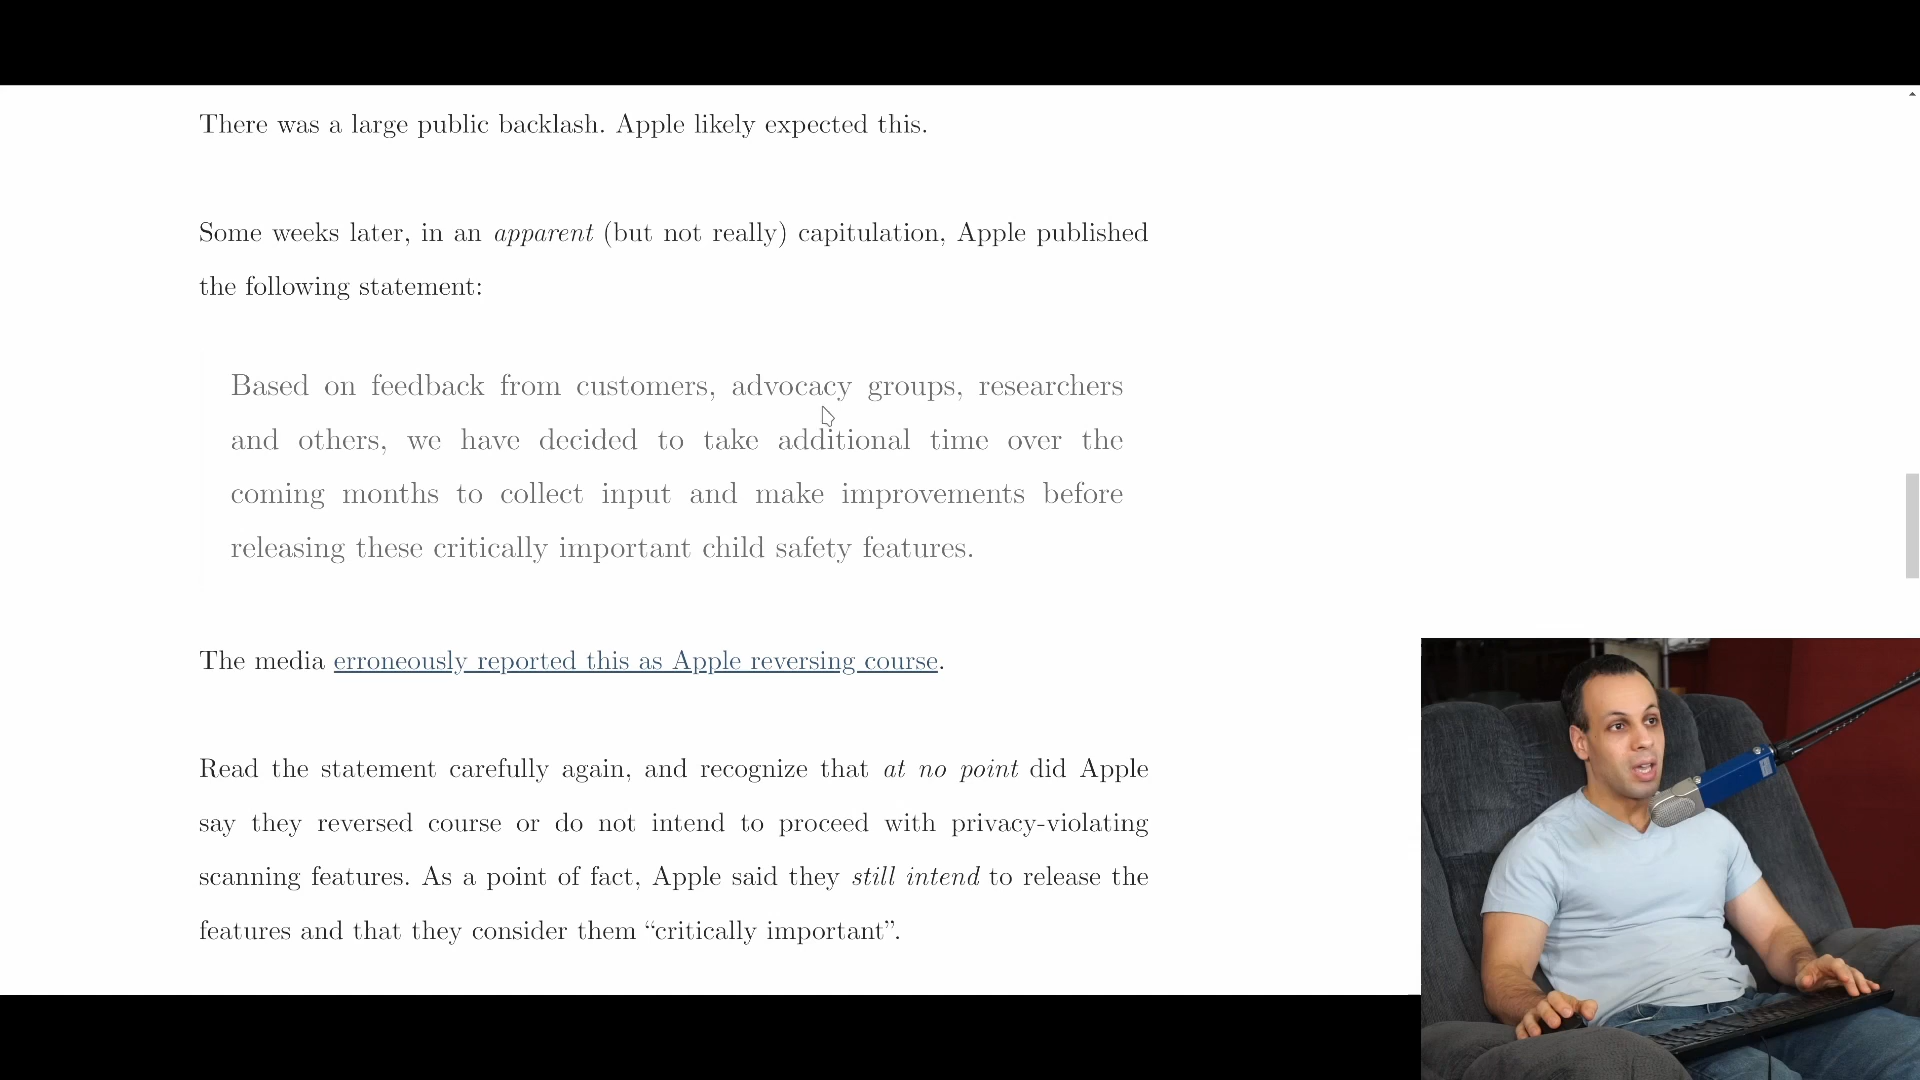 There was a large public backlash. Apple likely expected this.
Some weeks later, in an apparent (but not really) capitulation, Apple published
the following statement:
Based on feedback from customers, advocacy groups, researchers
and others, we have decided to take additional time over the
coming months to collect input and make improvements before
releasing these critically important child safety features.
The media erroneously reported this as Apple reversing course.
Read the statement carefully again, and recognize that at no point did Apple
say they reversed course or do not intend to proceed with privacy-violating
scanning features. As a point of fact, Apple said they still intend to release the
features and that they consider them “critically important”.